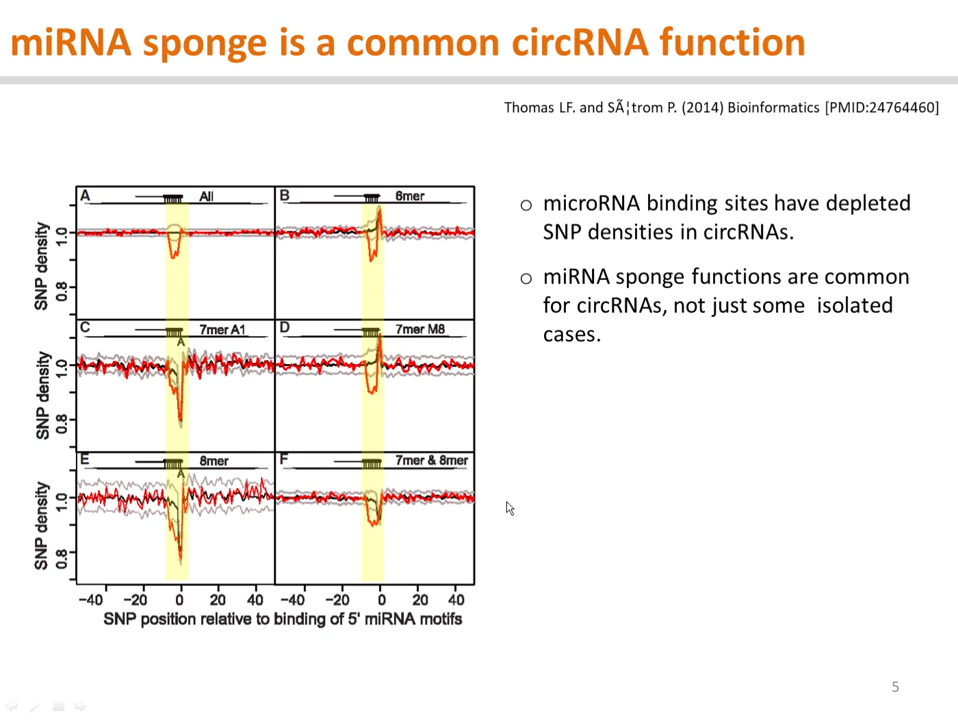 miRNA sponge is a common circRNA function
Thomas LF. and SÃ¦trom P. (2014) Bioinformatics [PMID:24764460]
A All
B 6mer
SNP density
1.0
0.8
C 7mer A1
A
D 7mer M8
SNP density
1.0
0.8
E 8mer
A
F 7mer & 8mer
SNP density
1.0
0.8
−40 −20 0 20 40 −40 −20 0 20 40
SNP position relative to binding of 5' miRNA motifs
o microRNA binding sites have depleted
SNP densities in circRNAs.
o miRNA sponge functions are common
for circRNAs, not just some isolated
cases.
5